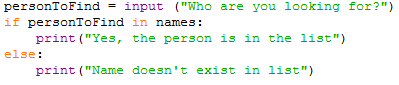 personToFind = input ("Who are you looking for?")
if personToFind in names:
    print("Yes, the person is in the list")
else:
    print("Name doesn't exist in list")